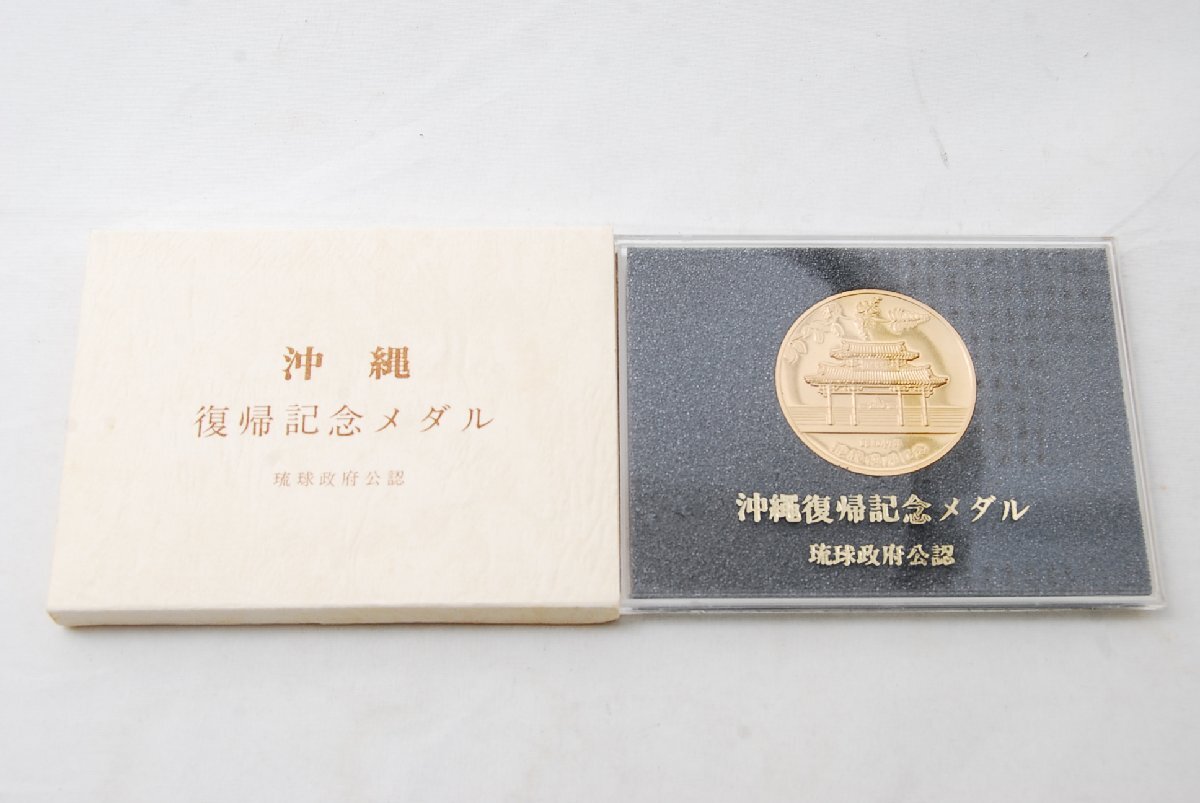 沖縄
復帰記念メダル
琉球政府公認
沖縄復帰記念メダル
琉球政府公認